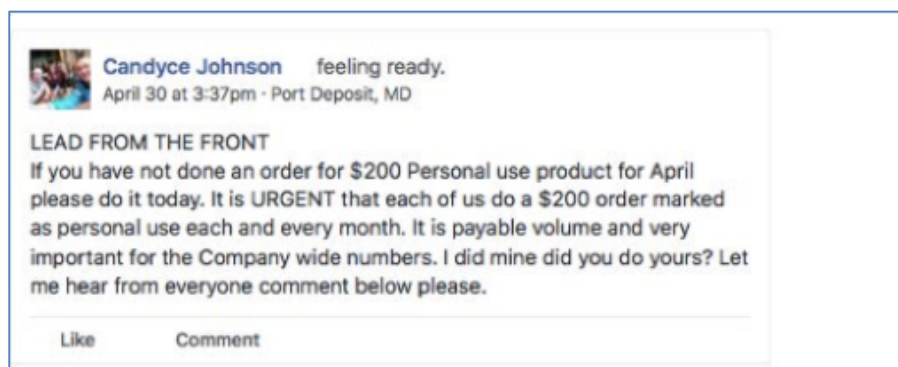 Candyce Johnson feeling ready.
April 30 at 3:37pm · Port Deposit, MD
LEAD FROM THE FRONT
If you have not done an order for $200 Personal use product for April
please do it today. It is URGENT that each of us do a $200 order marked
as personal use each and every month. It is payable volume and very
important for the Company wide numbers. I did mine did you do yours? Let
me hear from everyone comment below please.
Like Comment